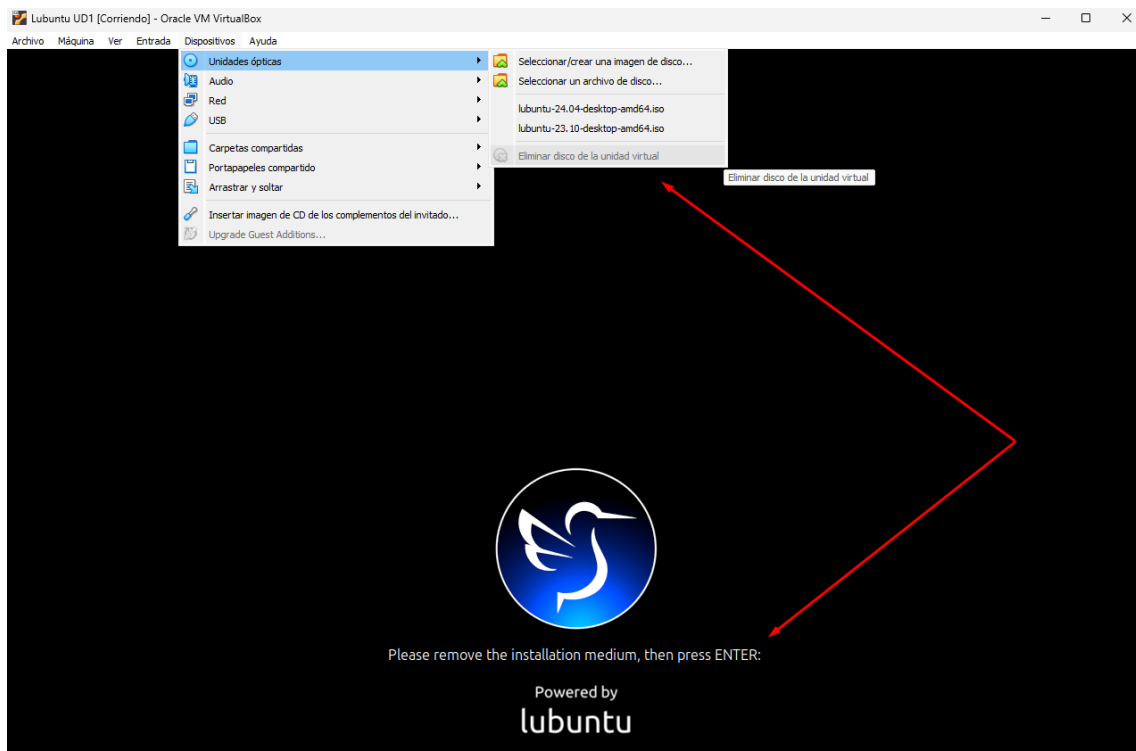 Lubuntu UD1 [Corriendo] - Oracle VM VirtualBox
Archivo Máquina Ver Entrada Dispositivos Ayuda
Unidades ópticas
Audio
Red
USB
Carpetas compartidas
Portapapeles compartido
Arrastrar y soltar
Insertar imagen de CD de los complementos del invitado...
Upgrade Guest Additions...
Seleccionar/crear una imagen de disco...
Seleccionar un archivo de disco...
lubuntu-24.04-desktop-amd64.iso
lubuntu-23.10-desktop-amd64.iso
Eliminar disco de la unidad virtual
Eliminar disco de la unidad virtual
Please remove the installation medium, then press ENTER:
Powered by
lubuntu